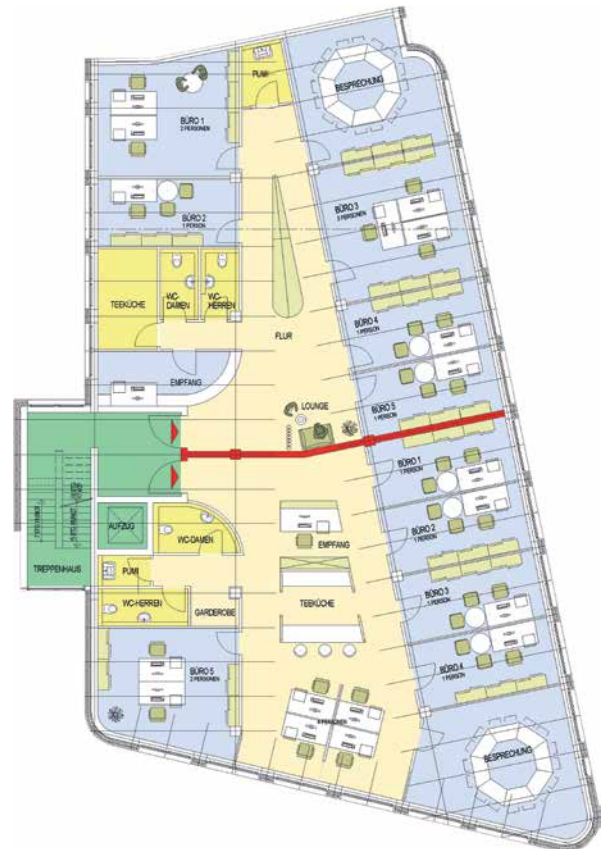 PUMI
BESPRECHUNG
BÜRO 1
2 PERSONEN
BÜRO 2
1 PERSON
BÜRO 3
TEEKÜCHE
WC-
DAMEN
WC-
HERREN
FLUR
BÜRO 4
1 PERSON
EMPFANG
LOUNGE
BÜRO 5
1 PERSON
BÜRO 1
1 PERSON
AUFZUG
WC-DAMEN
EMPFANG
BÜRO 2
1 PERSON
TREPPENHAUS
PUMI
WC-HERREN
GARDEROBE
TEEKÜCHE
BÜRO 3
1 PERSON
BÜRO 5
2 PERSONEN
BÜRO 4
1 PERSON
BESPRECHUNG